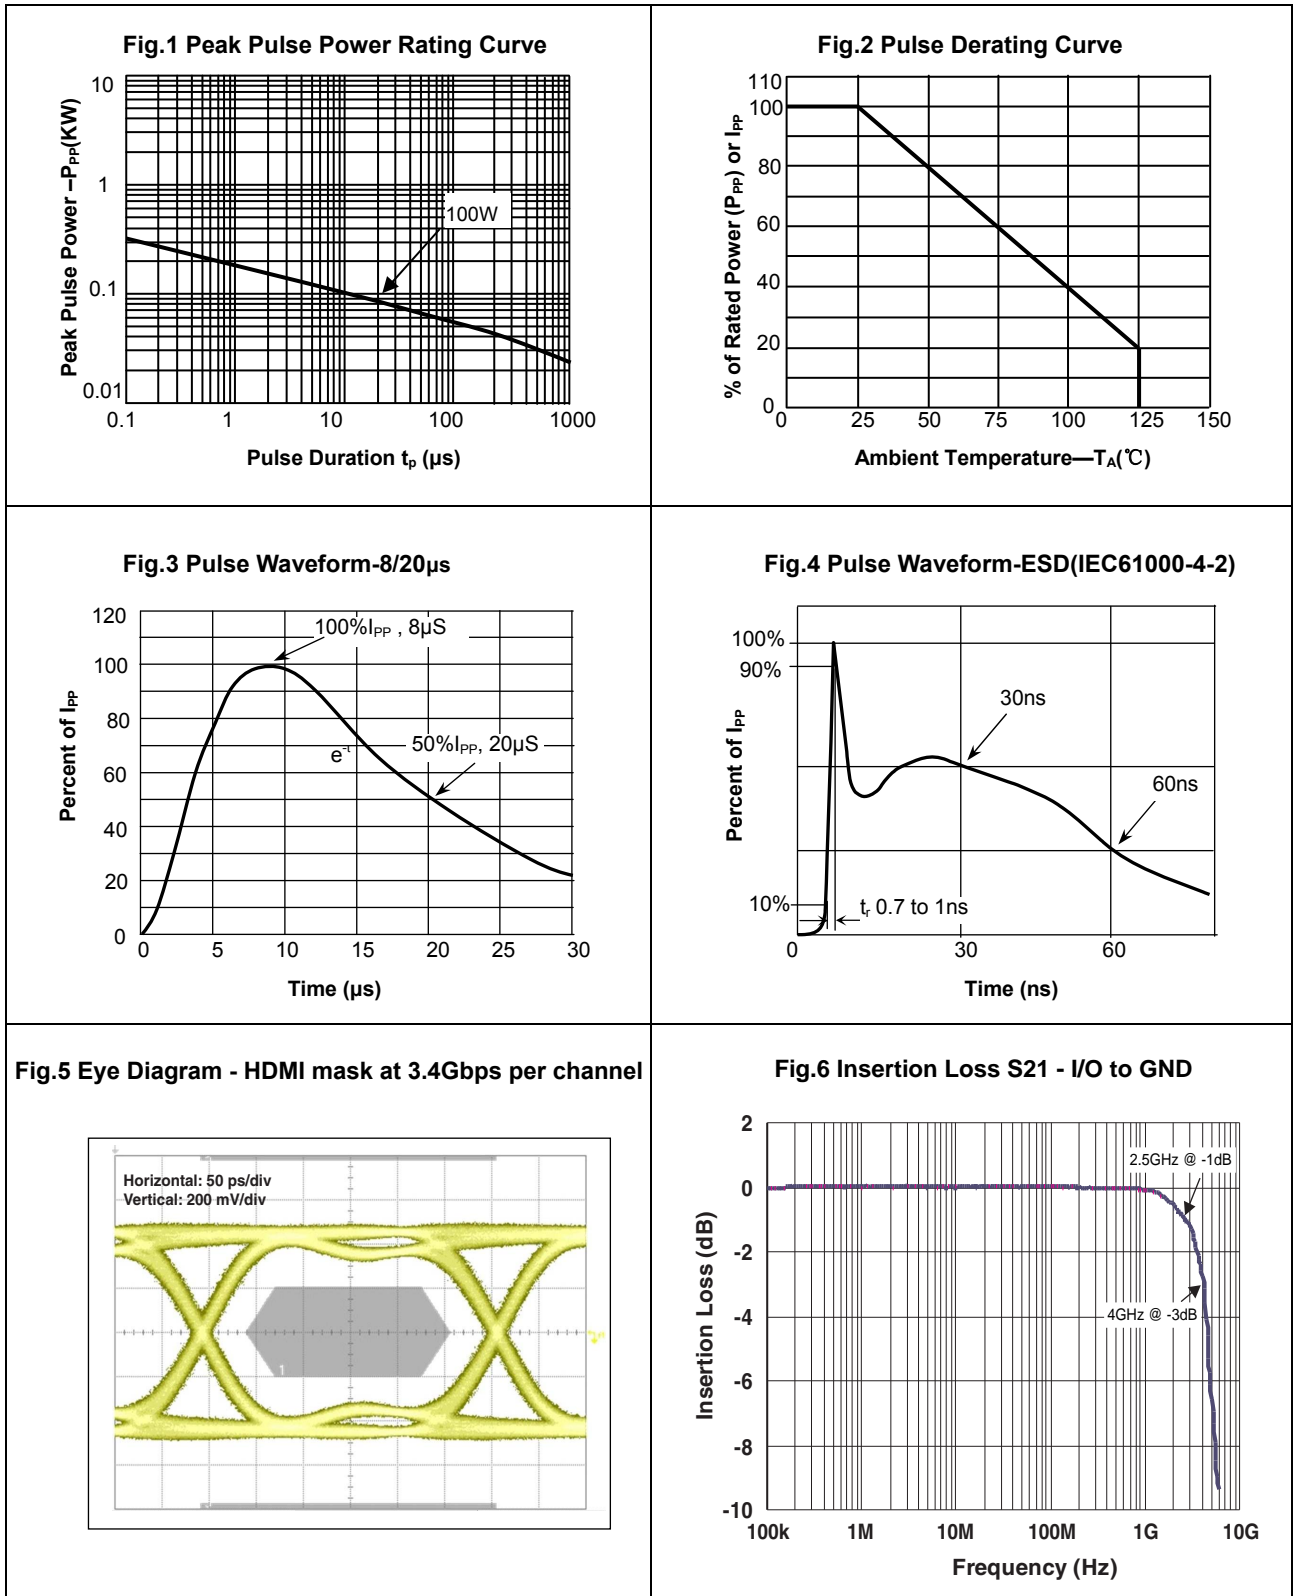 Fig.1 Peak Pulse Power Rating Curve
Peak Pulse Power –PPP(KW)
10
1
0.1
0.01
100W
0.1 1 10 100 1000
Pulse Duration tp (µs)
Fig.2 Pulse Derating Curve
% of Rated Power (PPP) or IPP
110
100
80
60
40
20
0
0 25 50 75 100 125 150
Ambient Temperature—TA(℃)
Fig.3 Pulse Waveform-8/20µs
Percent of IPP
120
100
80
60
40
20
0
100%IPP , 8µS
e-t
50%IPP, 20µS
0 5 10 15 20 25 30
Time (µs)
Fig.4 Pulse Waveform-ESD(IEC61000-4-2)
Percent of IPP
100%
90%
10%
30ns
60ns
tr 0.7 to 1ns
0 30 60
Time (ns)
Fig.5 Eye Diagram - HDMI mask at 3.4Gbps per channel
Horizontal: 50 ps/div
Vertical: 200 mV/div
1
Fig.6 Insertion Loss S21 - I/O to GND
Insertion Loss (dB)
2
0
-2
-4
-6
-8
-10
2.5GHz @ -1dB
4GHz @ -3dB
100k 1M 10M 100M 1G 10G
Frequency (Hz)